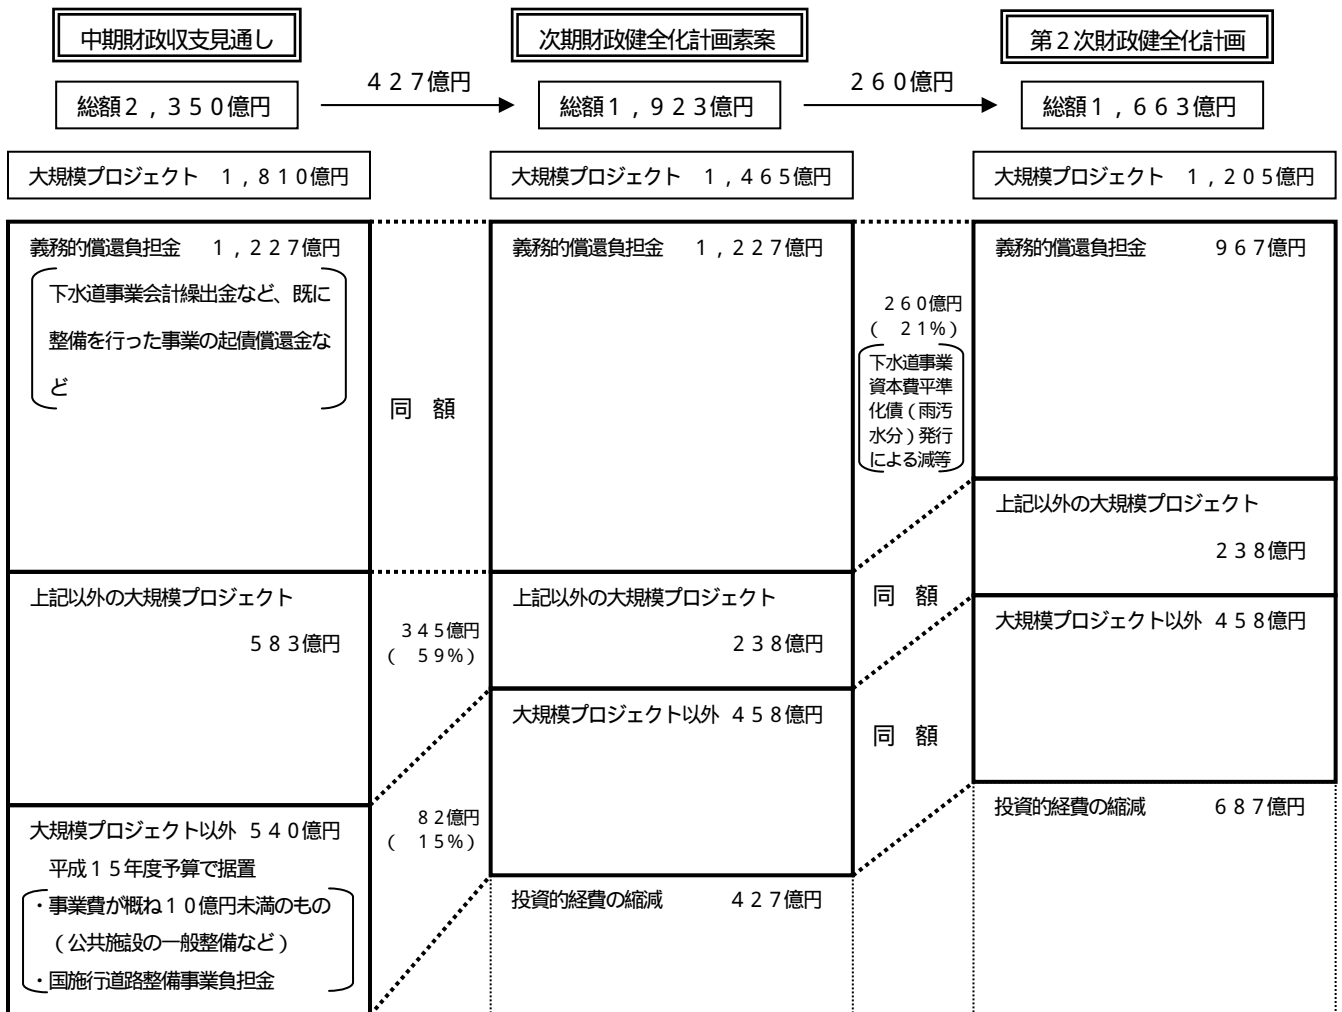 中期財政収支見通し
次期財政健全化計画素案
第２次財政健全化計画
総額２，３５０億円
４２７億円
総額１，９２３億円
２６０億円
総額１，６６３億円
大規模プロジェクト　１，８１０億円
大規模プロジェクト　１，４６５億円
大規模プロジェクト　１，２０５億円
義務的償還負担金　１，２２７億円
下水道事業会計繰出金など、既に
整備を行った事業の起債償還金な
ど
同　額
義務的償還負担金　１，２２７億円
２６０億円
（　２１％）
下水道事業
資本費平準
化債（雨汚
水分）発行
による減等
義務的償還負担金　９６７億円
上記以外の大規模プロジェクト
５８３億円
３４５億円
（　５９％）
上記以外の大規模プロジェクト
２３８億円
同　額
上記以外の大規模プロジェクト
２３８億円
大規模プロジェクト以外　５４０億円
平成１５年度予算で据置
・事業費が概ね１０億円未満のもの
（公共施設の一般整備など）
・国施行道路整備事業負担金
８２億円
（　１５％）
大規模プロジェクト以外　４５８億円
同　額
大規模プロジェクト以外　４５８億円
投資的経費の縮減　４２７億円
投資的経費の縮減　６８７億円